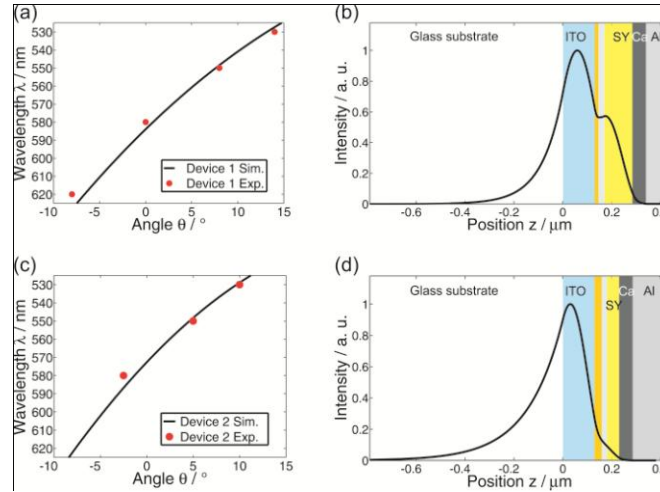 (a)
530
540
550
560
570
580
590
600
610
620
Wavelength λ / nm
-10
-5
0
5
10
15
Angle θ / °
Device 1 Sim.
Device 1 Exp.
(b)
Glass substrate
ITO
SY
Ca
Al
1
0.8
0.6
0.4
0.2
0
Intensity / a. u.
-0.6
-0.4
-0.2
0
0.2
Position z / μm
(c)
530
540
550
560
570
580
590
600
610
620
Wavelength λ / nm
-10
-5
0
5
10
15
Angle θ / °
Device 2 Sim.
Device 2 Exp.
(d)
Glass substrate
ITO
SY
Ca
Al
1
0.8
0.6
0.4
0.2
0
Intensity / a. u.
-0.6
-0.4
-0.2
0
0.2
Position z / μm